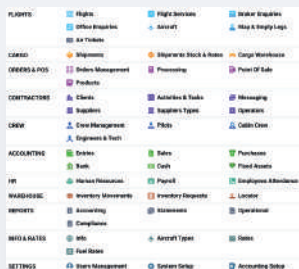 FLIGHTS Flights Flight Services Broker Enquiries
Office Enquiries Aircraft Map & Empty Legs
Air Tickets
CARGO Shipments Shipments Stock & Rates Cargo Warehouse
ORDERS & POS Orders Management Processing Point Of Sale
Products
CONTRACTORS Clients Activities & Tasks Messaging
Suppliers Suppliers Types Operators
CREW Crew Management Pilots Cabin Crew
Engineers & Tech
ACCOUNTING Entries Sales Purchases
Bank Cash Fixed Assets
HR Human Resources Payroll Employees Attendance
WAREHOUSE Inventory Movements Inventory Requests Locator
REPORTS Accounting Statements Operational
Compliance
INFO & RATES Info Aircraft Types Rates
Fuel Rates
SETTINGS Users Management System Setup Accounting Setup